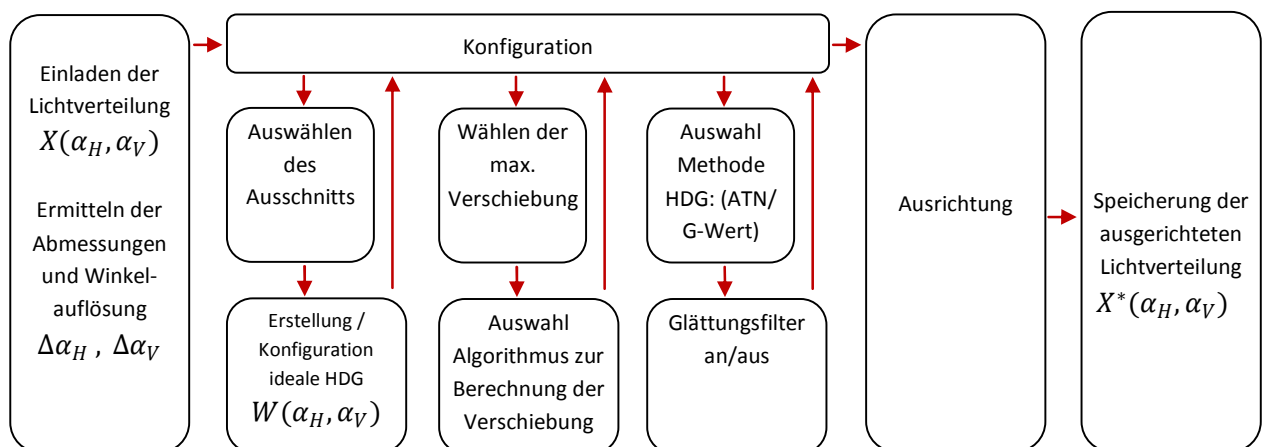 Einladen der
Lichtverteilung
X(α_H, α_V)
Ermitteln der
Abmessungen
und Winkel-
auflösung
Δα_H , Δα_V
Konfiguration
Auswählen
des
Ausschnitts
Erstellung /
Konfiguration
ideale HDG
W(α_H, α_V)
Wählen der
max.
Verschiebung
Auswahl
Algorithmus zur
Berechnung der
Verschiebung
Auswahl
Methode
HDG: (ATN/
G-Wert)
Glättungsfilter
an/aus
Ausrichtung
Speicherung der
ausgerichteten
Lichtverteilung
X*(α_H, α_V)